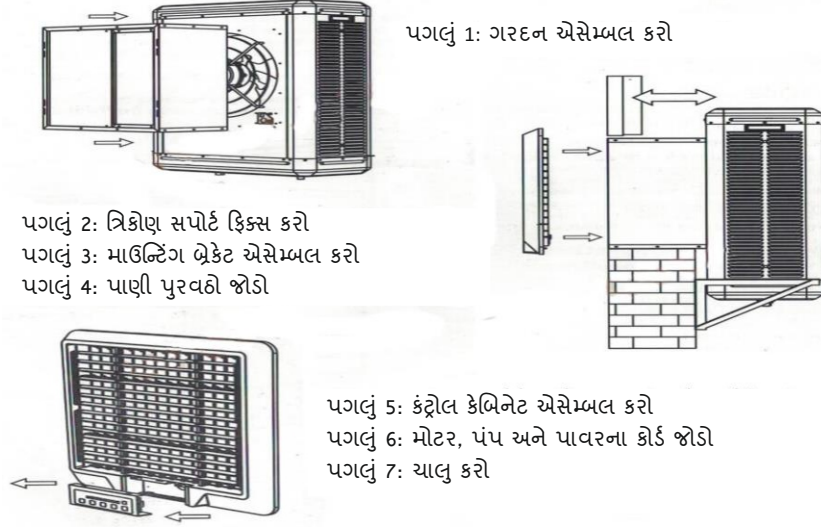 પગલું 1: ગરદન એસેમ્બલ કરો
પગલું 2: ત્રિકોણ સપોર્ટ ફિક્સ કરો
પગલું 3: માઉન્ટિંગ બ્રેકેટ એસેમ્બલ કરો
પગલું 4: પાણી પુરવઠો જોડો
પગલું 5: કંટ્રોલ કેબિનેટ એસેમ્બલ કરો
પગલું 6: મોટર, પંપ અને પાવરના કોર્ડ જોડો
પગલું 7: ચાલુ કરો